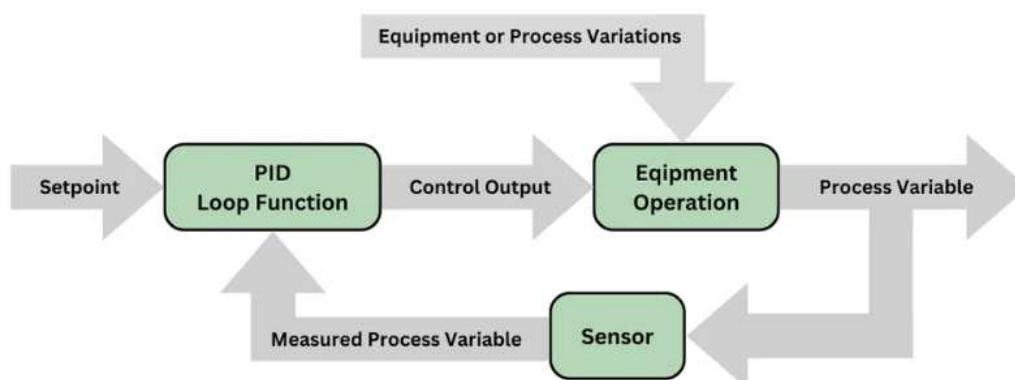 Equipment or Process Variations
Setpoint
PID
Loop Function
Control Output
Eqipment
Operation
Process Variable
Measured Process Variable
Sensor